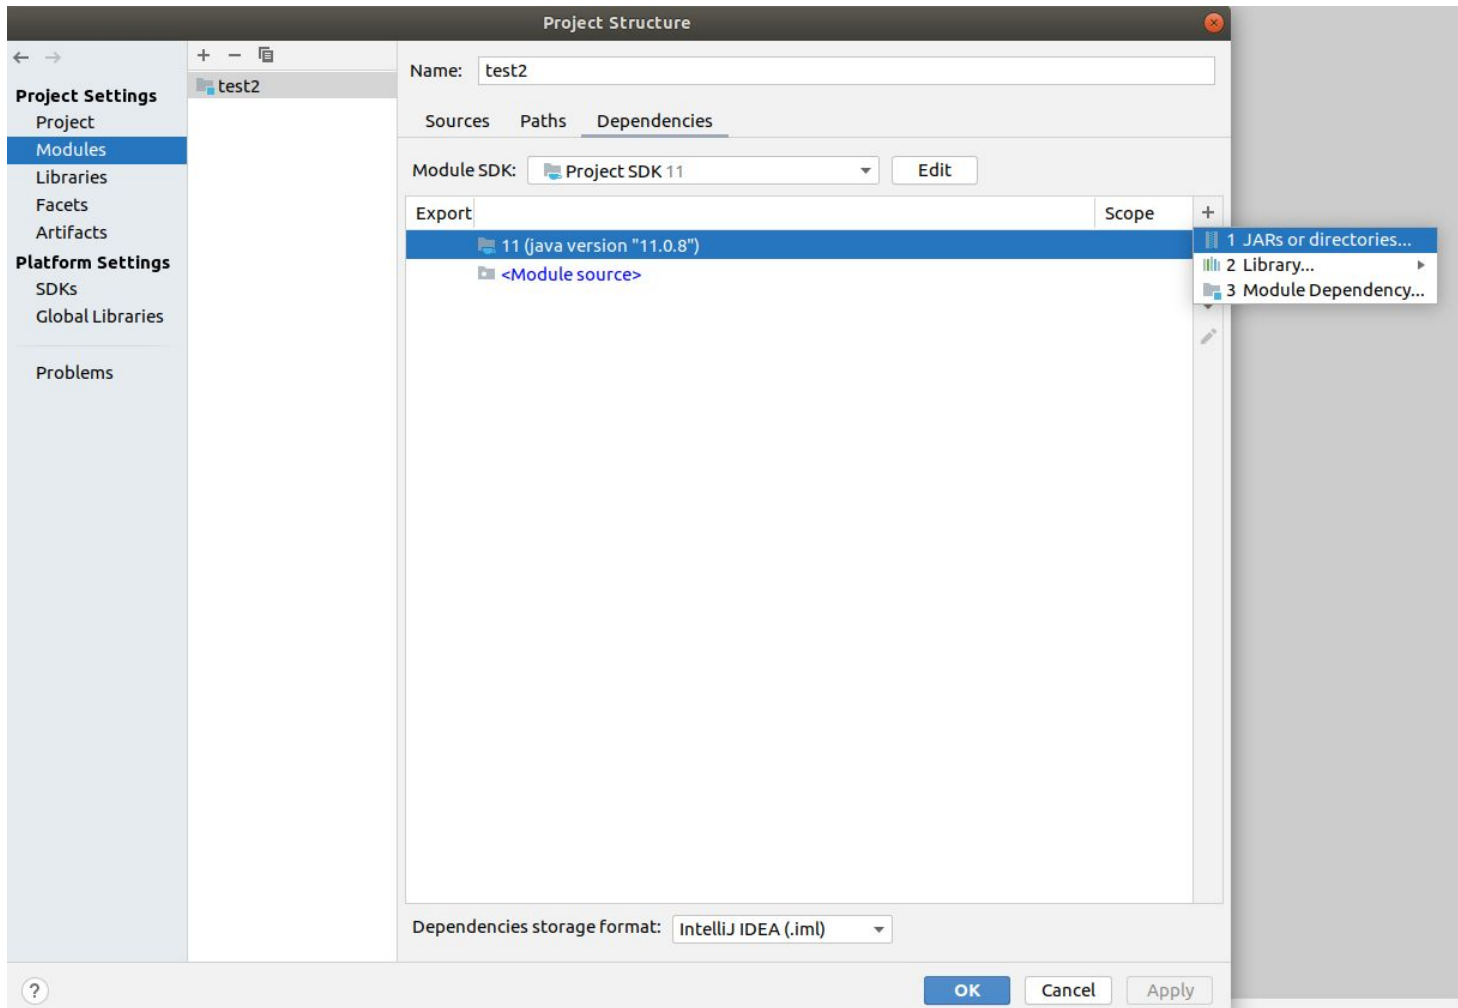 Project Structure
Project Settings
Project
Modules
Libraries
Facets
Artifacts
Platform Settings
SDKs
Global Libraries
Problems
test2
Name: test2
Sources Paths Dependencies
Module SDK: Project SDK 11 Edit
Export Scope
11 (java version "11.0.8")
<Module source>
1 JARs or directories...
2 Library...
3 Module Dependency...
Dependencies storage format: IntelliJ IDEA (.iml)
? OK Cancel Apply